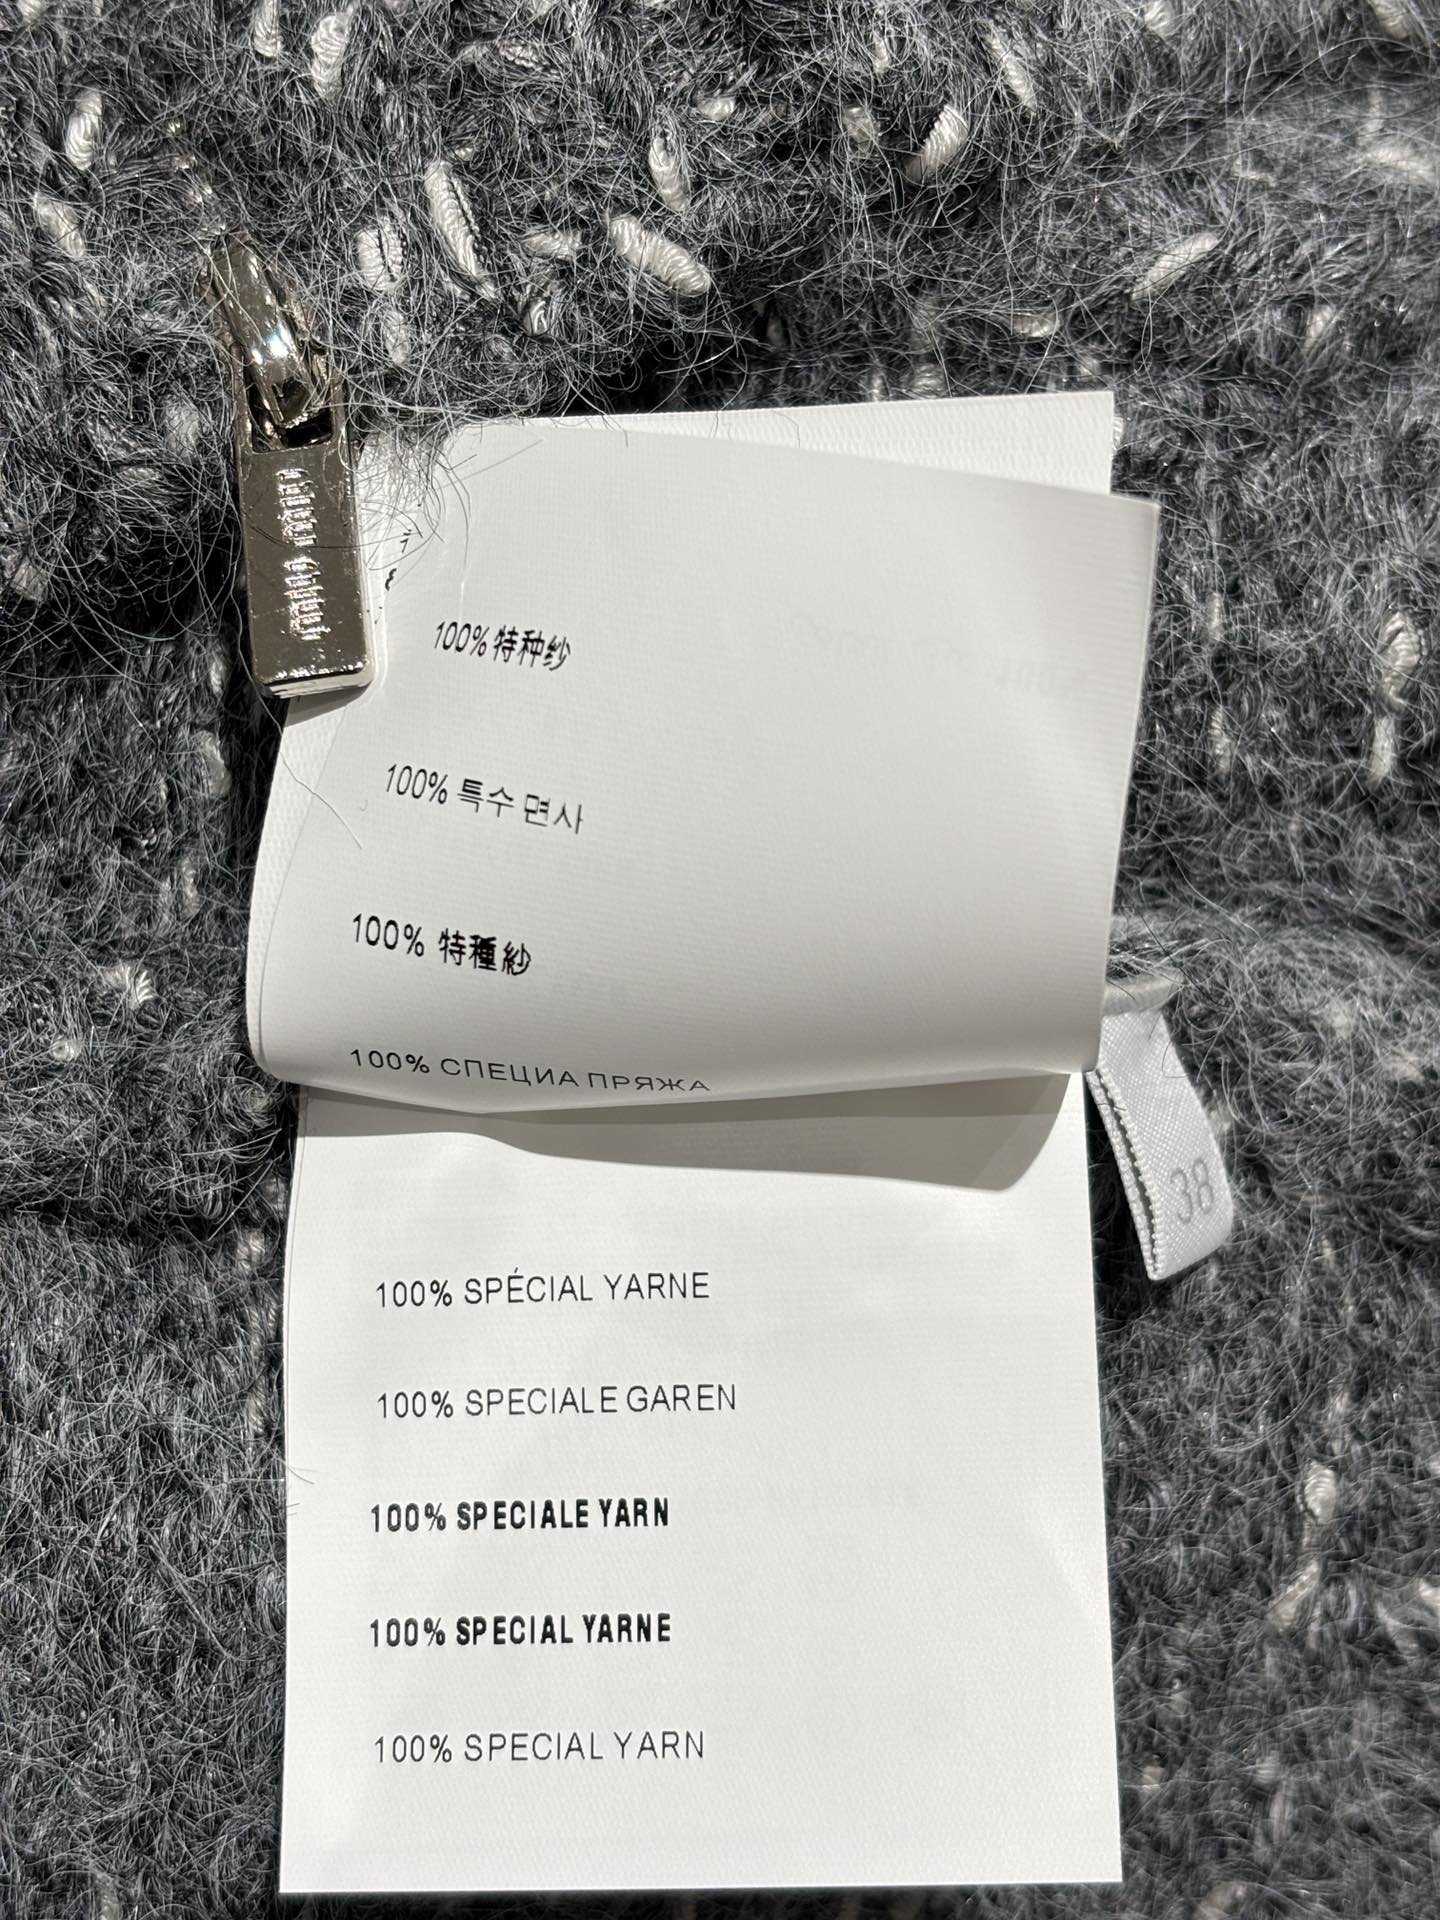 100% 特种纱
100% 특수 면사
100% 特種紗
100% СПЕЦИА ПРЯЖА
38
100% SPÉCIAL YARNE
100% SPECIALE GAREN
100% SPECIALE YARN
100% SPECIAL YARNE
100% SPECIAL YARN